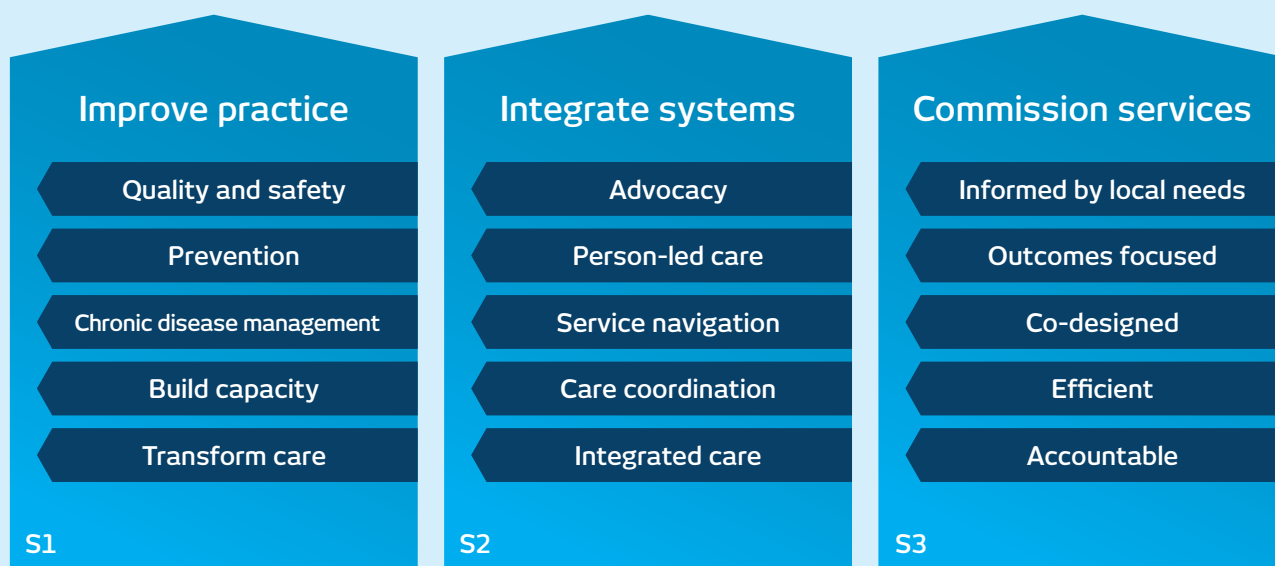 Improve practice
Quality and safety
Prevention
Chronic disease management
Build capacity
Transform care
S1
Integrate systems
Advocacy
Person-led care
Service navigation
Care coordination
Integrated care
S2
Commission services
Informed by local needs
Outcomes focused
Co-designed
Efficient
Accountable
S3